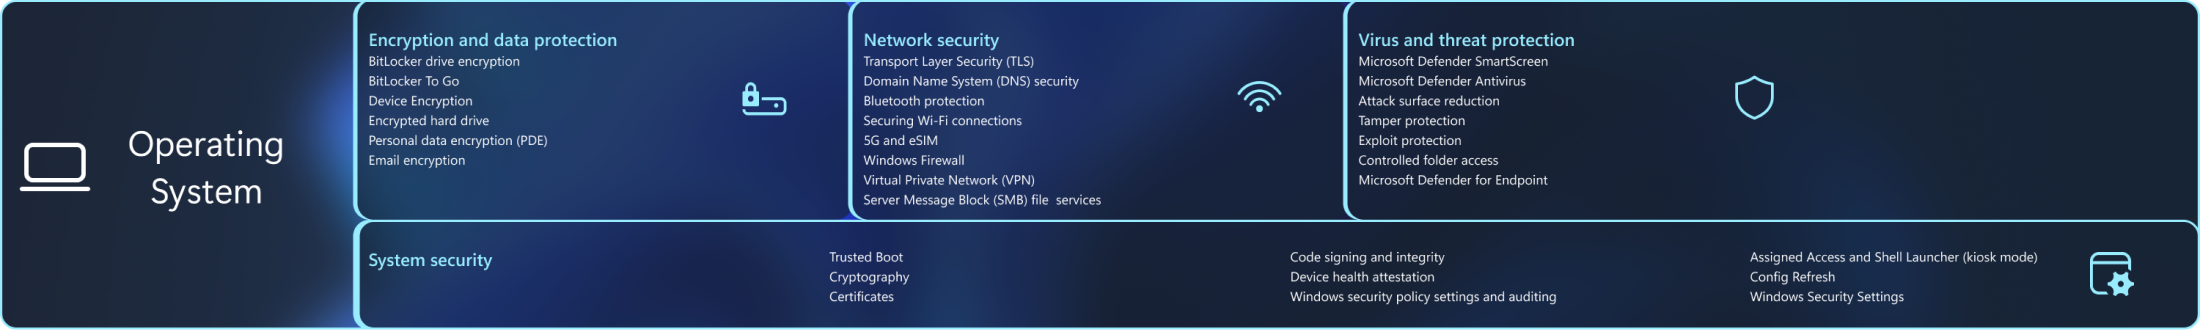 Operating
System
Encryption and data protection
BitLocker drive encryption
BitLocker To Go
Device Encryption
Encrypted hard drive
Personal data encryption (PDE)
Email encryption
Network security
Transport Layer Security (TLS)
Domain Name System (DNS) security
Bluetooth protection
Securing Wi-Fi connections
5G and eSIM
Windows Firewall
Virtual Private Network (VPN)
Server Message Block (SMB) file  services
Virus and threat protection
Microsoft Defender SmartScreen
Microsoft Defender Antivirus
Attack surface reduction
Tamper protection
Exploit protection
Controlled folder access
Microsoft Defender for Endpoint
System security
Trusted Boot
Cryptography
Certificates
Code signing and integrity
Device health attestation
Windows security policy settings and auditing
Assigned Access and Shell Launcher (kiosk mode)
Config Refresh
Windows Security Settings